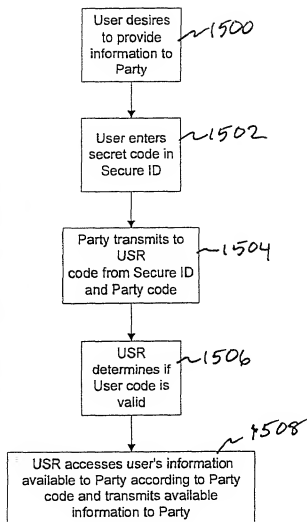 User desires
to provide
information to
Party
1500
User enters
secret code in
Secure ID
1502
Party transmits to
USR
code from Secure ID
and Party code
1504
USR
determines if
User code is
valid
1506
USR accesses user's information
available to Party according to Party
code and transmits available
information to Party
1508